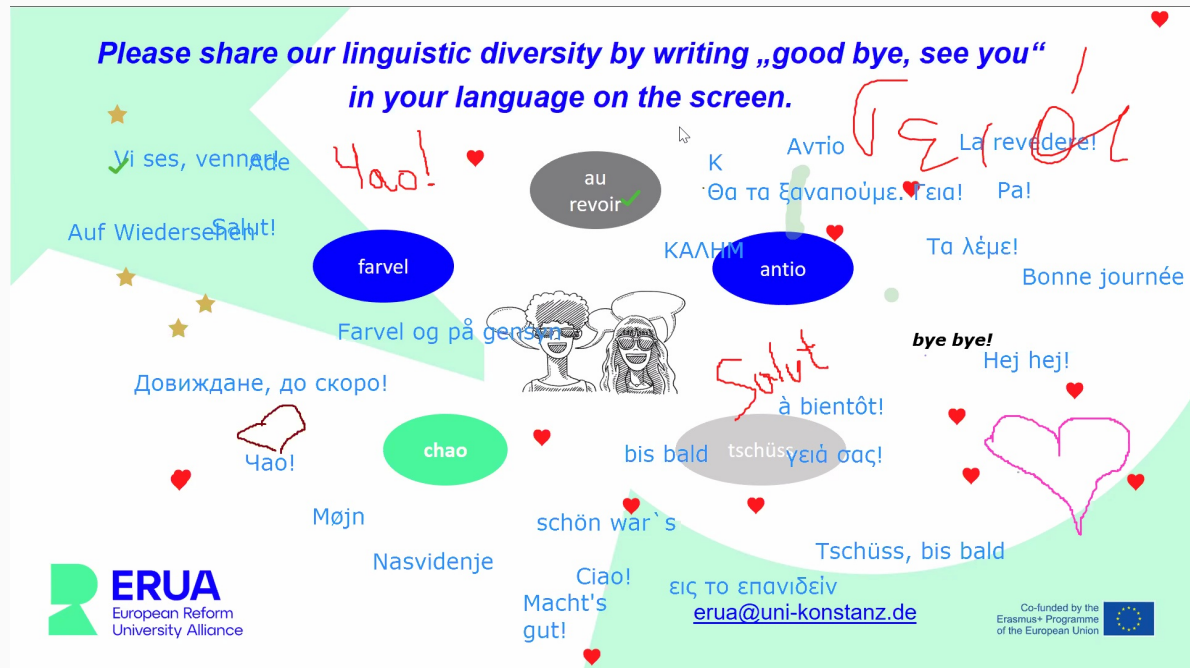 Please share our linguistic diversity by writing „good bye, see you“
in your language on the screen.
Vi ses, venner!
Ade
Чао!
au
revoir
Αντίο
Γειά
La revedere!
Κ
Θα τα ξαναπούμε. Γεια!
Pa!
Auf Wiedersehen
Salut!
farvel
ΚΑΛΗΜ
antio
Τα λέμε!
Bonne journée
Farvel og på gensyn
bye bye!
Hej hej!
Довиждане, до скоро!
Salut
à bientôt!
chao
bis bald
tschüss
γειά σας!
Чао!
Møjn
schön war`s
Nasvidenje
Tschüss, bis bald
Ciao!
εις το επανιδείν
Macht's
gut!
erua@uni-konstanz.de
ERUA
European Reform
University Alliance
Co-funded by the
Erasmus+ Programme
of the European Union